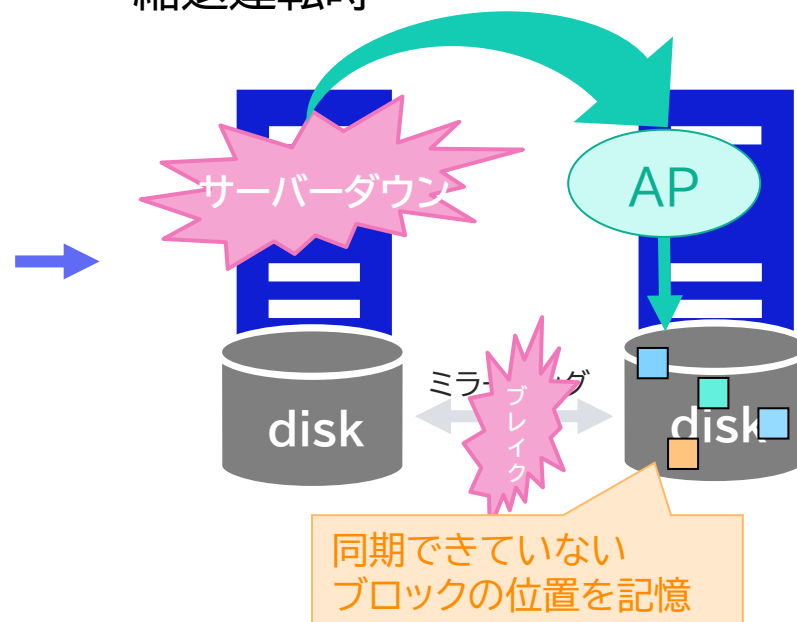 縮退運転時
サーバーダウン
AP
ミラーリング
ブレイク
disk
disk
同期できていない
ブロックの位置を記憶